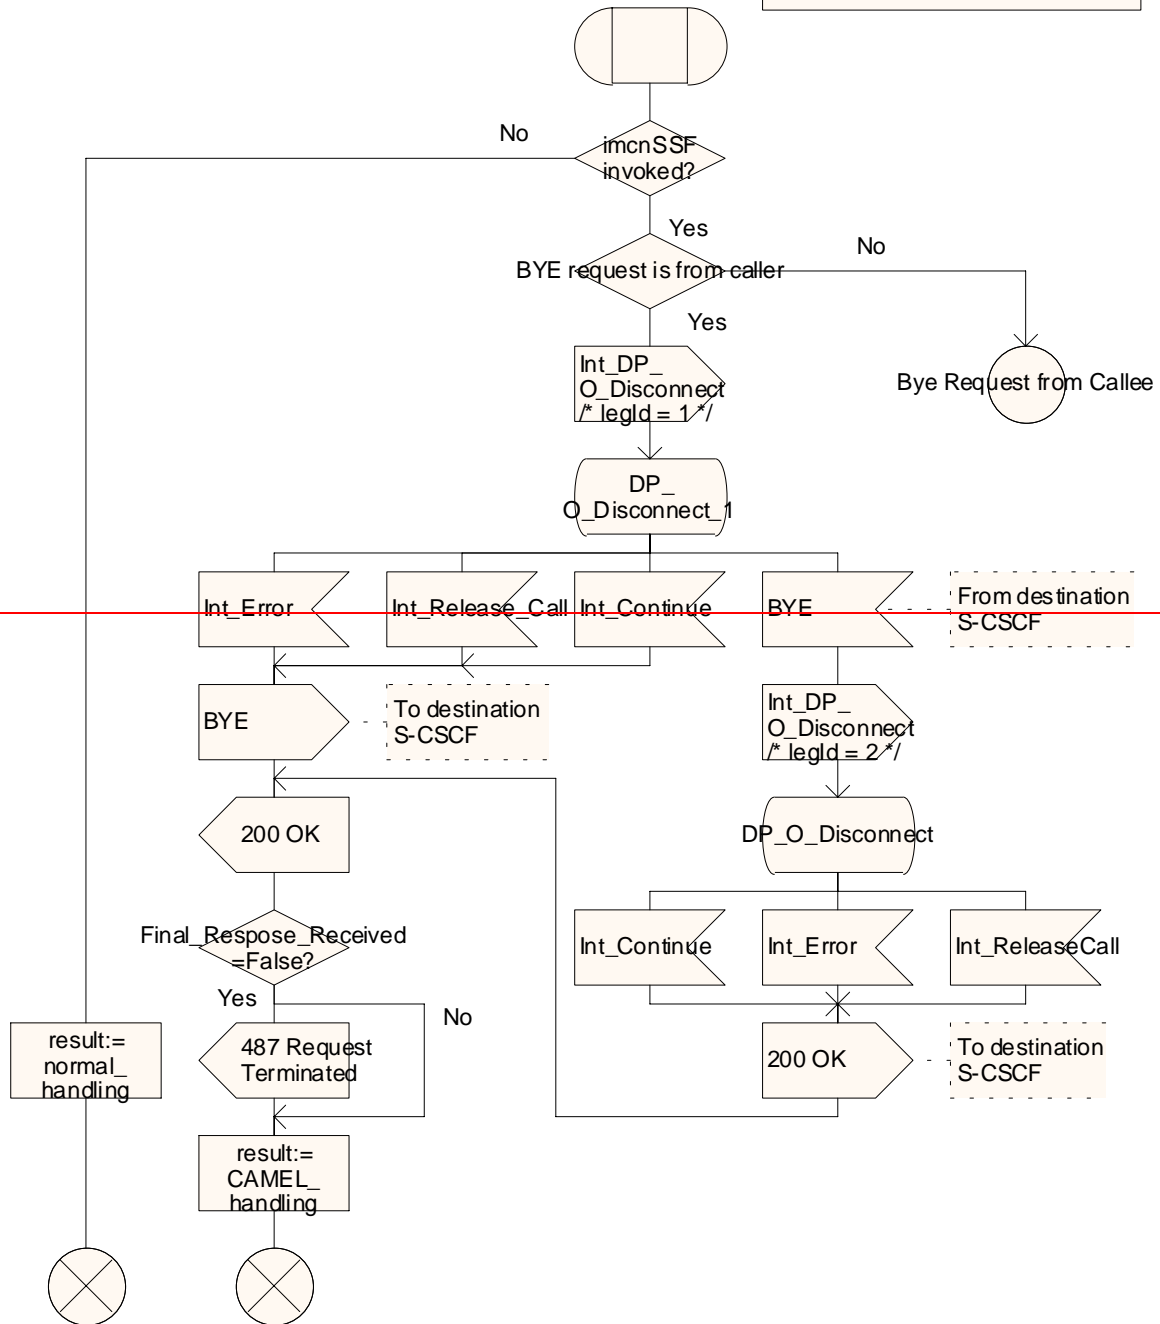 No
imcnSSF
invoked?
Yes
No
BYE request is from caller
Yes
Int_DP_
O_Disconnect
/* legId = 1 */
Bye Request from Callee
DP_
O_Disconnect_1
Int_Error
Int_Release_Call
Int_Continue
BYE
From destination
S-CSCF
BYE
To destination
S-CSCF
Int_DP_
O_Disconnect
/* legId = 2 */
200 OK
DP_O_Disconnect
Final_Respose_Received
=False?
Int_Continue
Int_Error
Int_ReleaseCall
Yes
No
result:=
normal_
handling
487 Request
Terminated
200 OK
To destination
S-CSCF
result:=
CAMEL_
handling